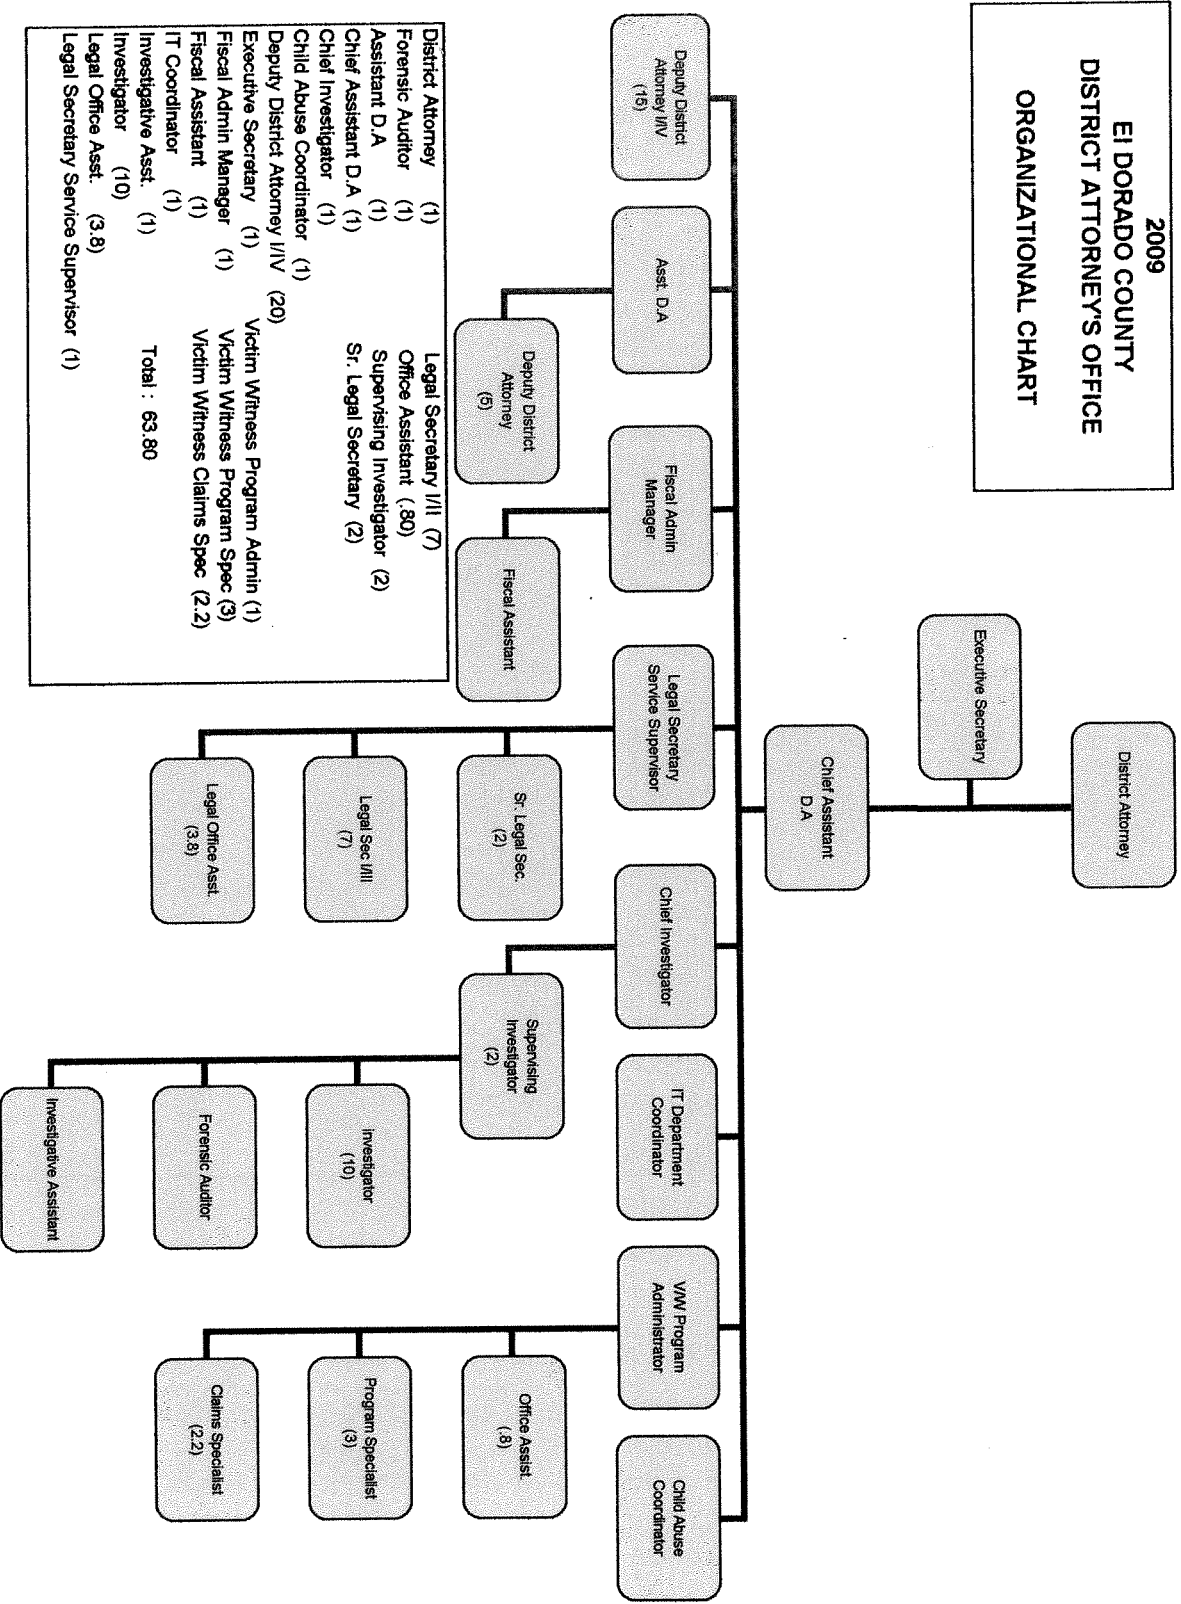 2009
El DORADO COUNTY
DISTRICT ATTORNEY'S OFFICE
ORGANIZATIONAL CHART
District Attorney
Executive Secretary
Chief Assistant
D.A
Deputy District
Attorney I/IV
(15)
Asst. D.A
Fiscal Admin
Manager
Legal Secretary
Service Supervisor
Chief Investigator
IT Department
Coordinator
V/W Program
Administrator
Child Abuse
Coordinator
Deputy District
Attorney
(5)
Fiscal Assistant
Sr. Legal Sec.
(2)
Legal Sec I/III
(7)
Legal Office Asst.
(3.8)
Supervising
Investigator
(2)
investigator
(10)
Forensic Auditor
Investigative Assistant
Office Assist.
(.8)
Program Specialist
(3)
Claims Specialist
(2.2)
District Attorney (1)
Forensic Auditor (1)
Assistant D.A (1)
Chief Assistant D.A (1)
Chief Investigator (1)
Child Abuse Coordinator (1)
Deputy District Attorney I/IV (20)
Executive Secretary (1)
Fiscal Admin Manager (1)
Fiscal Assistant (1)
IT Coordinator (1)
Investigative Asst. (1)
Investigator (10)
Legal Office Asst. (3.8)
Legal Secretary Service Supervisor (1)
Legal Secretary I/II (7)
Office Assistant (.80)
Supervising Investigator (2)
Sr. Legal Secretary (2)
Victim Witness Program Admin (1)
Victim Witness Program Spec (3)
Victim Witness Claims Spec (2.2)
Total : 63.80